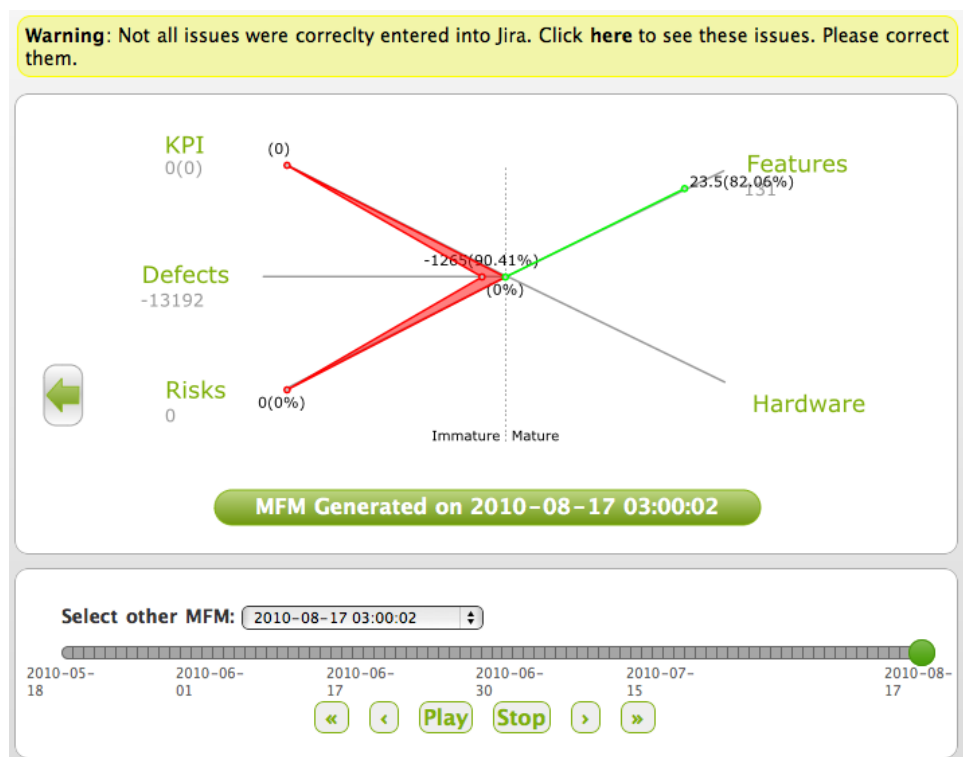 Warning: Not all issues were correclty entered into Jira. Click here to see these issues. Please correct
them.
KPI
0(0)
(0)
Features
131
23.5(82.06%)
Defects
-13192
-1265(90.41%)
(0%)
Risks
0
0(0%)
Hardware
Immature Mature
MFM Generated on 2010-08-17 03:00:02
Select other MFM: 2010-08-17 03:00:02
2010-05-
18
2010-06-
01
2010-06-
17
2010-06-
30
2010-07-
15
2010-08-
17
« ‹ Play Stop › »